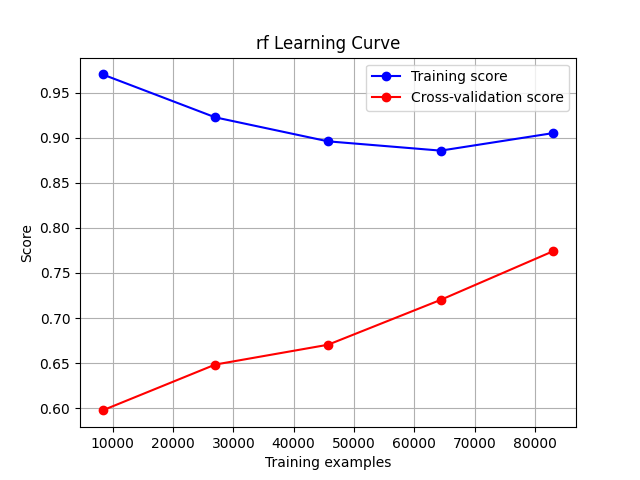 rf Learning Curve
Training score
Cross-validation score
0.95
0.90
0.85
0.80
0.75
0.70
0.65
0.60
Score
10000 20000 30000 40000 50000 60000 70000 80000
Training examples